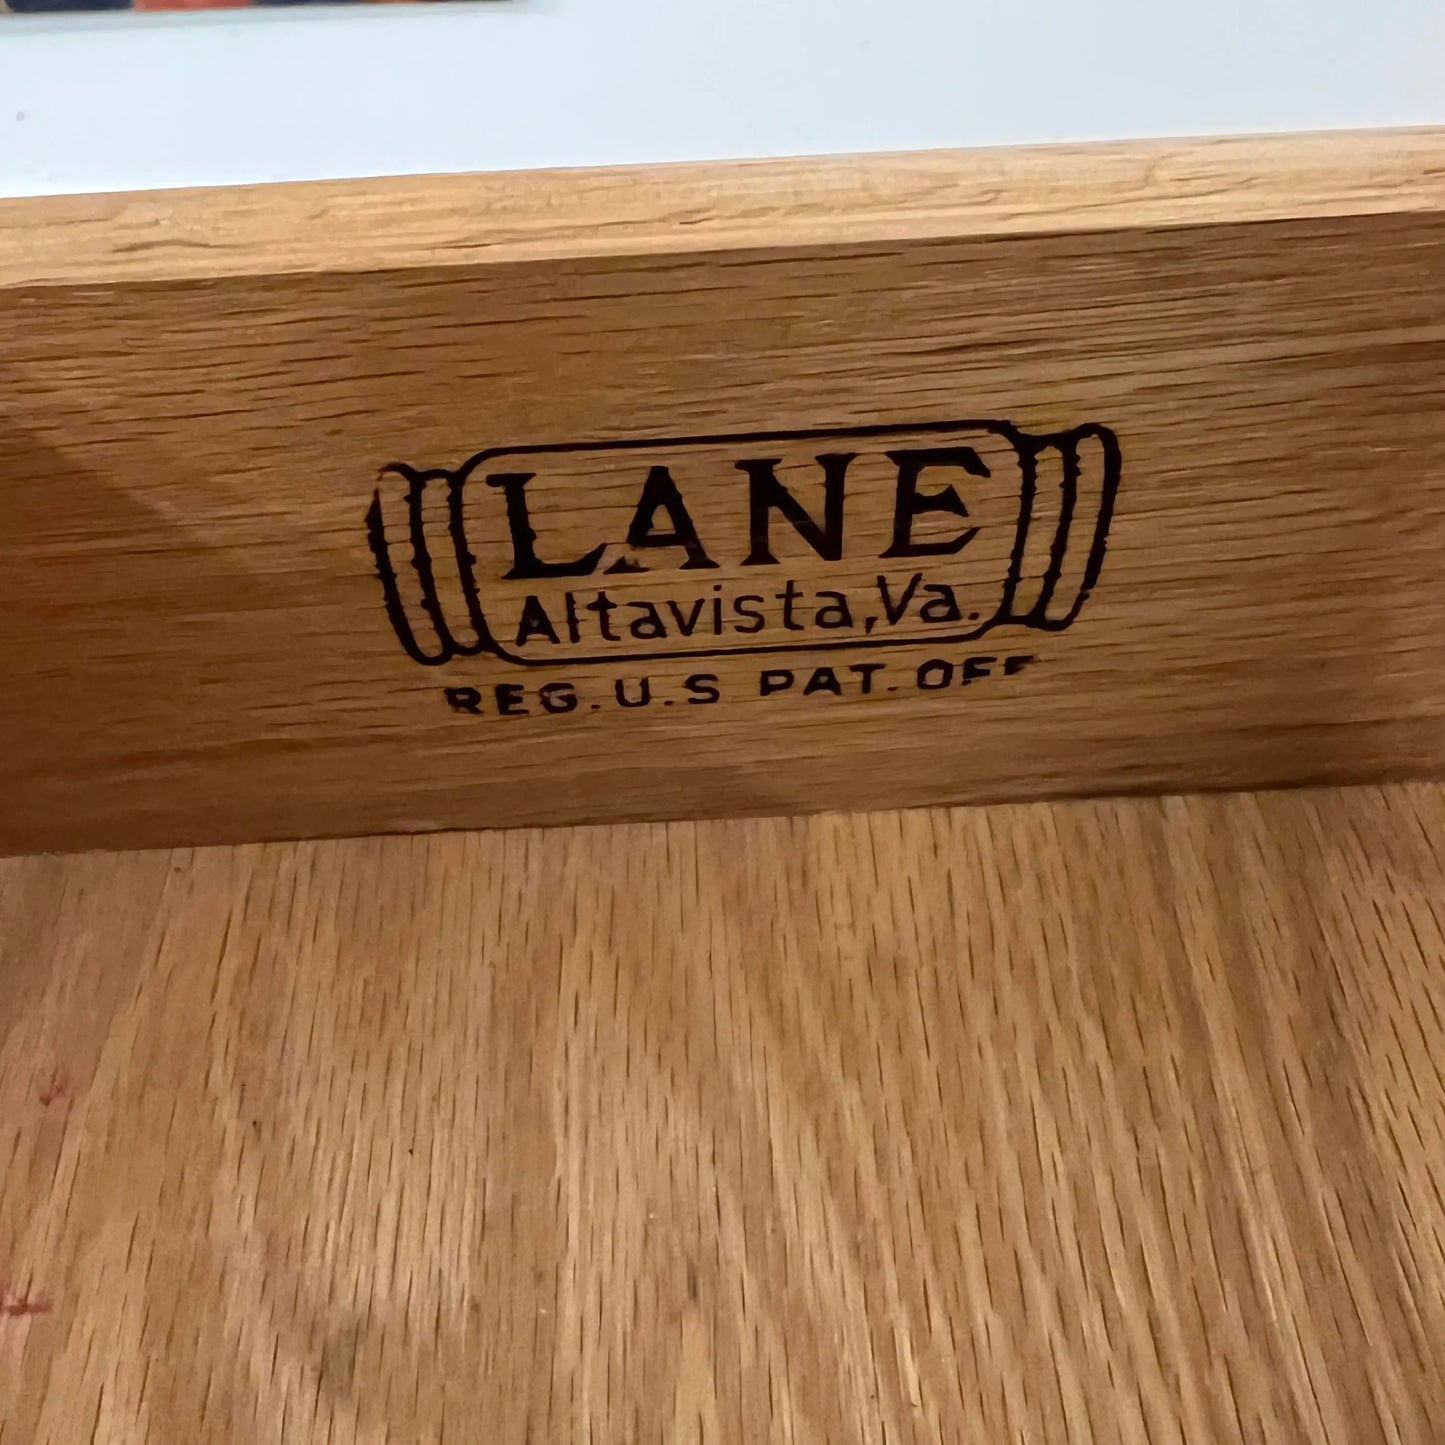 LANE
Altavista, Va.
REG. U.S PAT. OFF